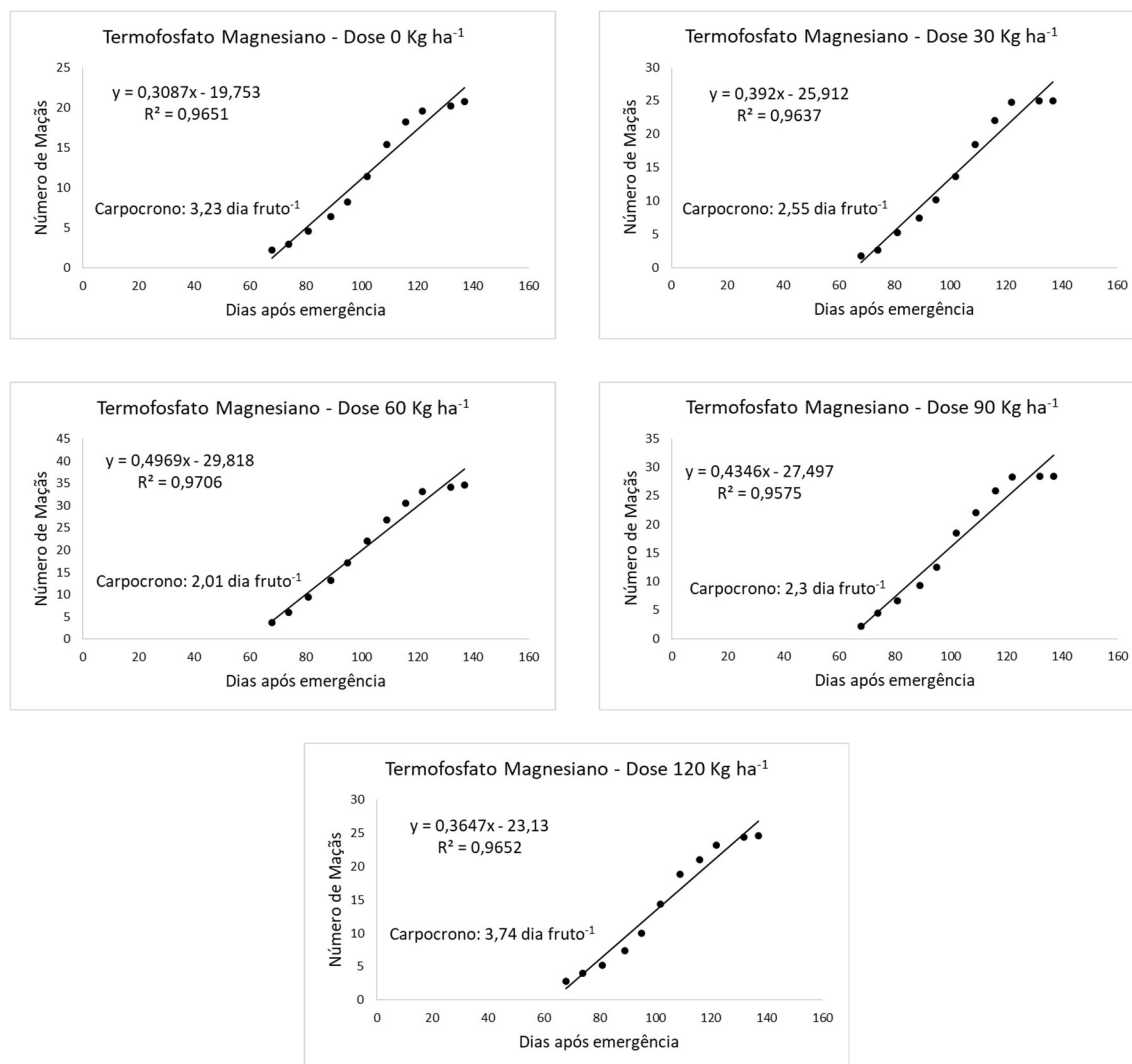 Termofosfato Magnesiano - Dose 0 Kg ha⁻¹
25
20
15
10
5
0
Número de Maçãs
y = 0,3087x - 19,753
R² = 0,9651
Carpocrono: 3,23 dia fruto⁻¹
0 20 40 60 80 100 120 140 160
Dias após emergência
Termofosfato Magnesiano - Dose 30 Kg ha⁻¹
30
25
20
15
10
5
0
Número de Maçãs
y = 0,392x - 25,912
R² = 0,9637
Carpocrono: 2,55 dia fruto⁻¹
0 20 40 60 80 100 120 140 160
Dias após emergência
Termofosfato Magnesiano - Dose 60 Kg ha⁻¹
45
40
35
30
25
20
15
10
5
0
Número de Maçãs
y = 0,4969x - 29,818
R² = 0,9706
Carpocrono: 2,01 dia fruto⁻¹
0 20 40 60 80 100 120 140 160
Dias após emergência
Termofosfato Magnesiano - Dose 90 Kg ha⁻¹
35
30
25
20
15
10
5
0
Número de Maçãs
y = 0,4346x - 27,497
R² = 0,9575
Carpocrono: 2,3 dia fruto⁻¹
0 20 40 60 80 100 120 140 160
Dias após emergência
Termofosfato Magnesiano - Dose 120 Kg ha⁻¹
30
25
20
15
10
5
0
Número de Maçãs
y = 0,3647x - 23,13
R² = 0,9652
Carpocrono: 3,74 dia fruto⁻¹
0 20 40 60 80 100 120 140 160
Dias após emergência